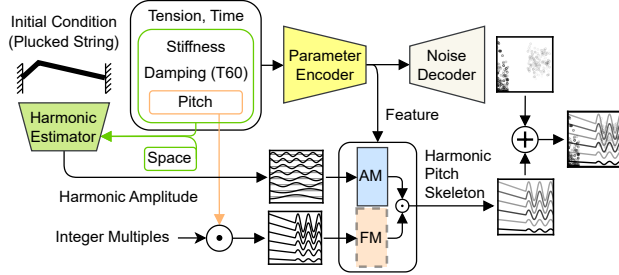 Initial Condition
(Plucked String)
Tension, Time
Stiffness
Damping (T60)
Pitch
Parameter
Encoder
Noise
Decoder
Harmonic
Estimator
Space
Feature
Harmonic Amplitude
AM
Harmonic
Pitch
Skeleton
Integer Multiples
FM